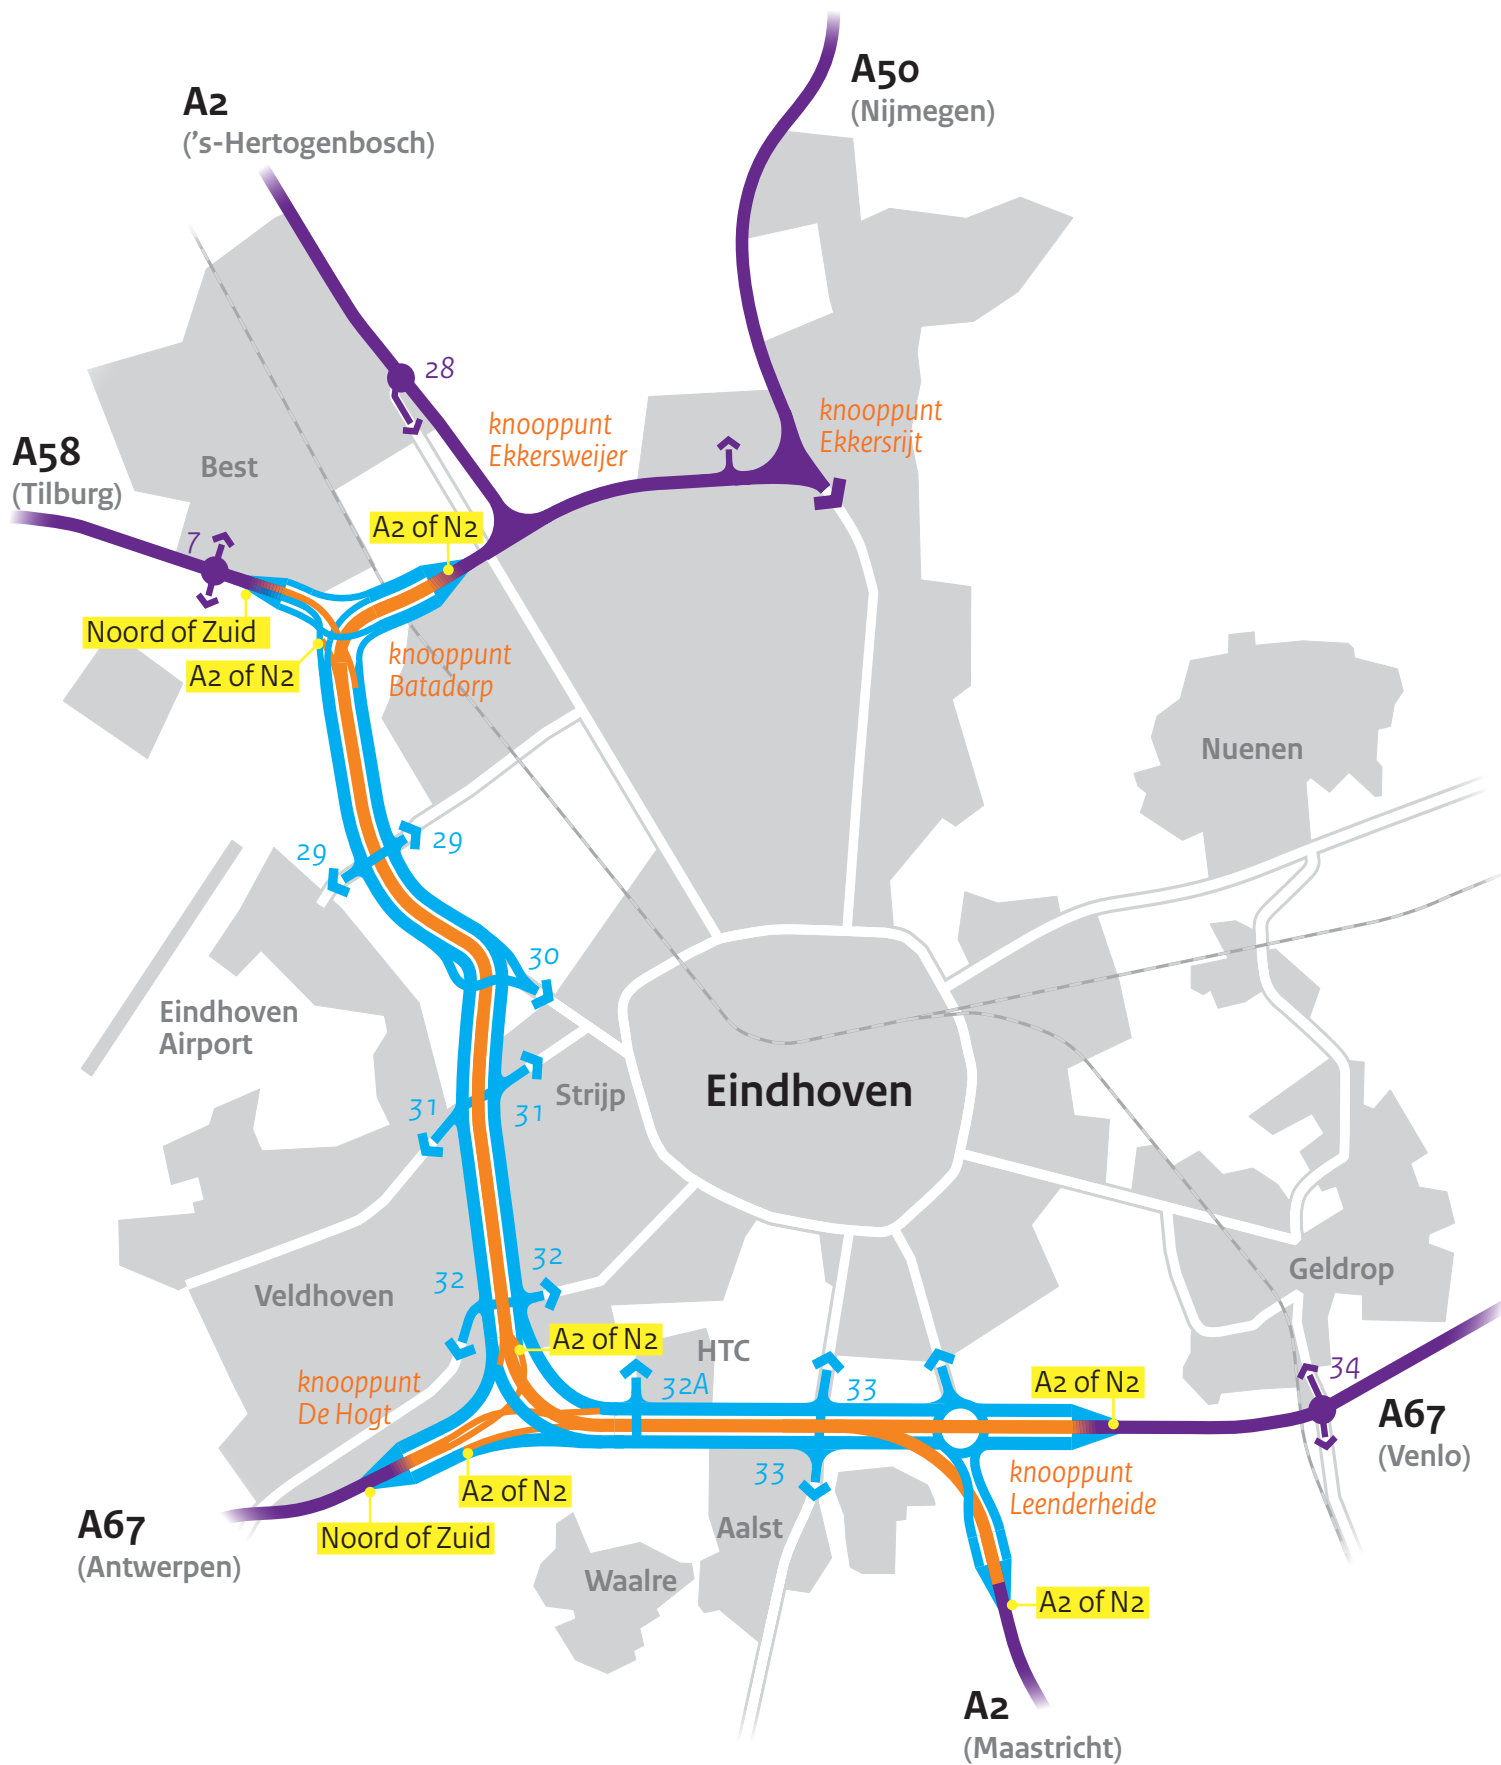 A50
(Nijmegen)
A2
('s-Hertogenbosch)
28
knooppunt
Ekkersweijer
knooppunt
Ekkersrijt
A58
(Tilburg)
Best
7
A2 of N2
Noord of Zuid
A2 of N2
knooppunt
Batadorp
Nuenen
29
29
30
Eindhoven
Airport
Eindhoven
Strijp
31
31
32
32
Veldhoven
Geldrop
A2 of N2
HTC
knooppunt
De Hogt
32A
33
A2 of N2
34
A67
(Venlo)
33
knooppunt
Leenderheide
A2 of N2
Noord of Zuid
A67
(Antwerpen)
Aalst
Waalre
A2 of N2
A2
(Maastricht)